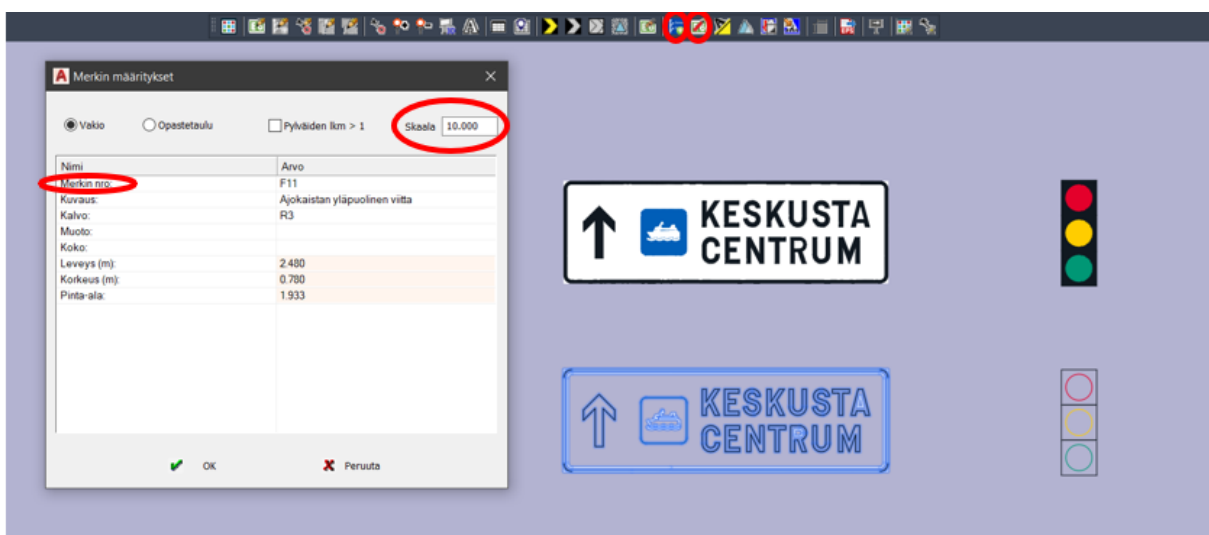 Merkin määritykset
Vakio Opastetaulu Pylväiden lkm > 1 Skaala 10.000
Nimi Arvo
Merkin nro: F11
Kuvaus: Ajokaistan yläpuolinen viitta
Kalvo: R3
Muoto:
Koko:
Leveys (m): 2.480
Korkeus (m): 0.780
Pinta-ala: 1.933
OK Peruuta
KESKUSTA
CENTRUM
KESKUSTA
CENTRUM